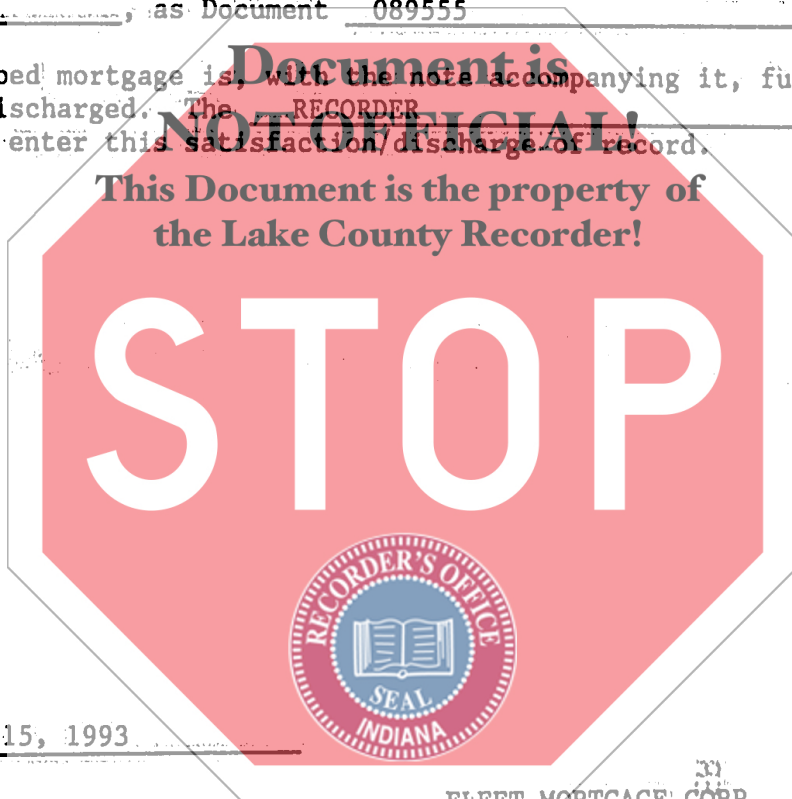 , as Document 089555
Document is
bed mortgage is, with the note accompanying it, fu
NOT OFFICIAL!
ischarged. The RECORDER
enter this satisfaction/discharge of record.
This Document is the property of
the Lake County Recorder!
STOP
RECORDER'S OFFICE
SEAL
INDIANA
15, 1993
FLEET MORTGAGE CORP